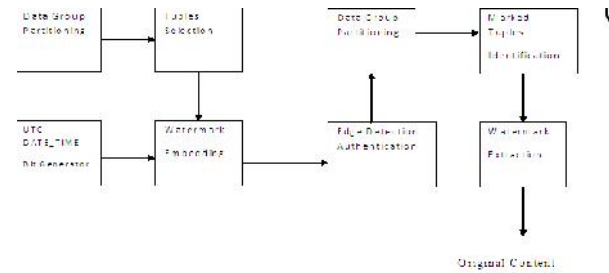 Data Group
Partitioning
Tuples
Selection
Data Group
Partitioning
Marked
Tuples
Identification
UTC
DATE_TIME
Bit Generator
Watermark
Embedding
Edge Detection
Authentication
Watermark
Extraction
Original Content